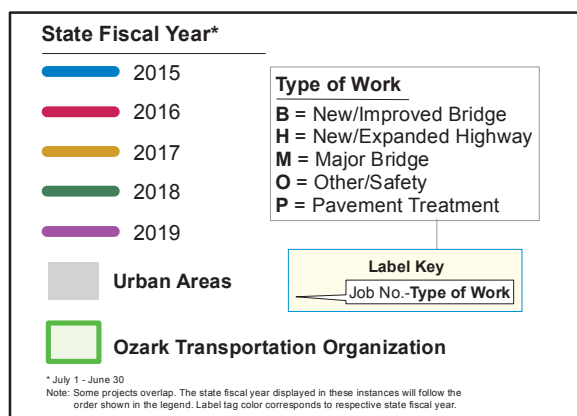 State Fiscal Year*
2015
2016
2017
2018
2019
Urban Areas
Ozark Transportation Organization
Type of Work
B = New/Improved Bridge
H = New/Expanded Highway
M = Major Bridge
O = Other/Safety
P = Pavement Treatment
Label Key
Job No.-Type of Work
* July 1 - June 30
Note: Some projects overlap. The state fiscal year displayed in these instances will follow the
order shown in the legend. Label tag color corresponds to respective state fiscal year.